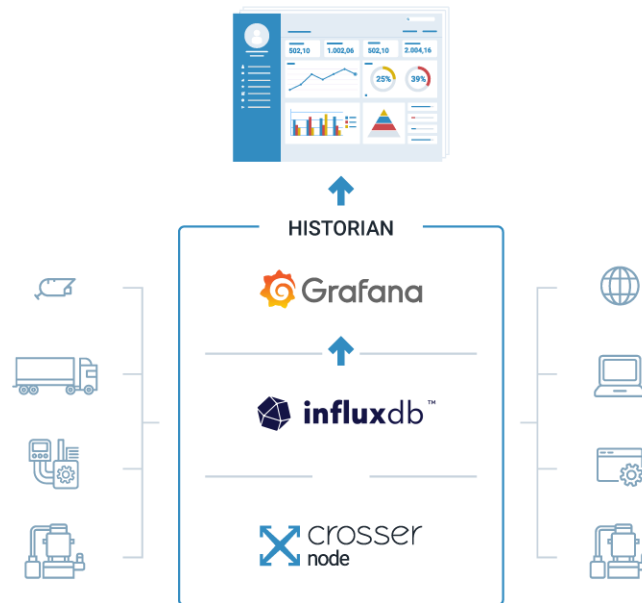 502,10 1.002,06 502,10 2.004,16
25% 39%
HISTORIAN
Grafana
influxdb™
crosser
node